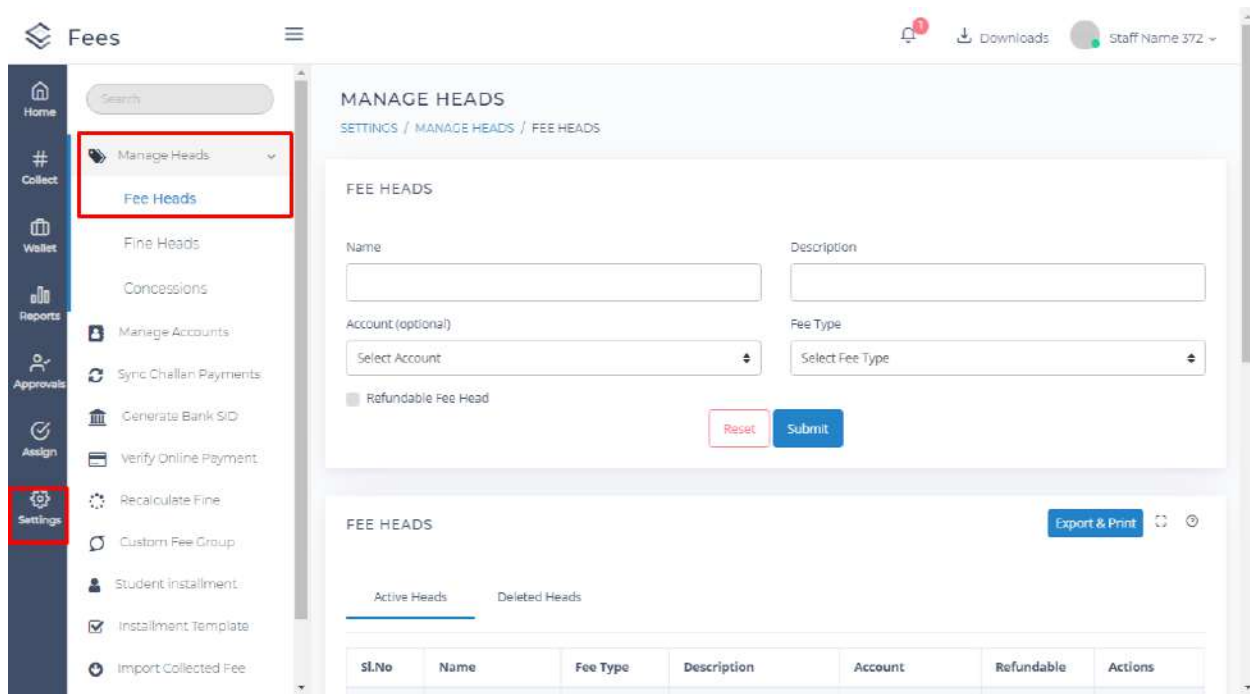 Fees
1
Downloads
Staff Name 372
Home
Collect
Wallet
Reports
Approvals
Assign
Settings
Search
Manage Heads
Fee Heads
Fine Heads
Concessions
Manage Accounts
Sync Challan Payments
Generate Bank SID
Verify Online Payment
Recalculate Fine
Custom Fee Group
Student installment
Installment Template
Import Collected Fee
MANAGE HEADS
SETTINGS / MANAGE HEADS / FEE HEADS
FEE HEADS
Name
Description
Account (optional)
Fee Type
Select Account
Select Fee Type
Refundable Fee Head
Reset
Submit
FEE HEADS
Export & Print
Active Heads
Deleted Heads
Sl.No Name Fee Type Description Account Refundable Actions